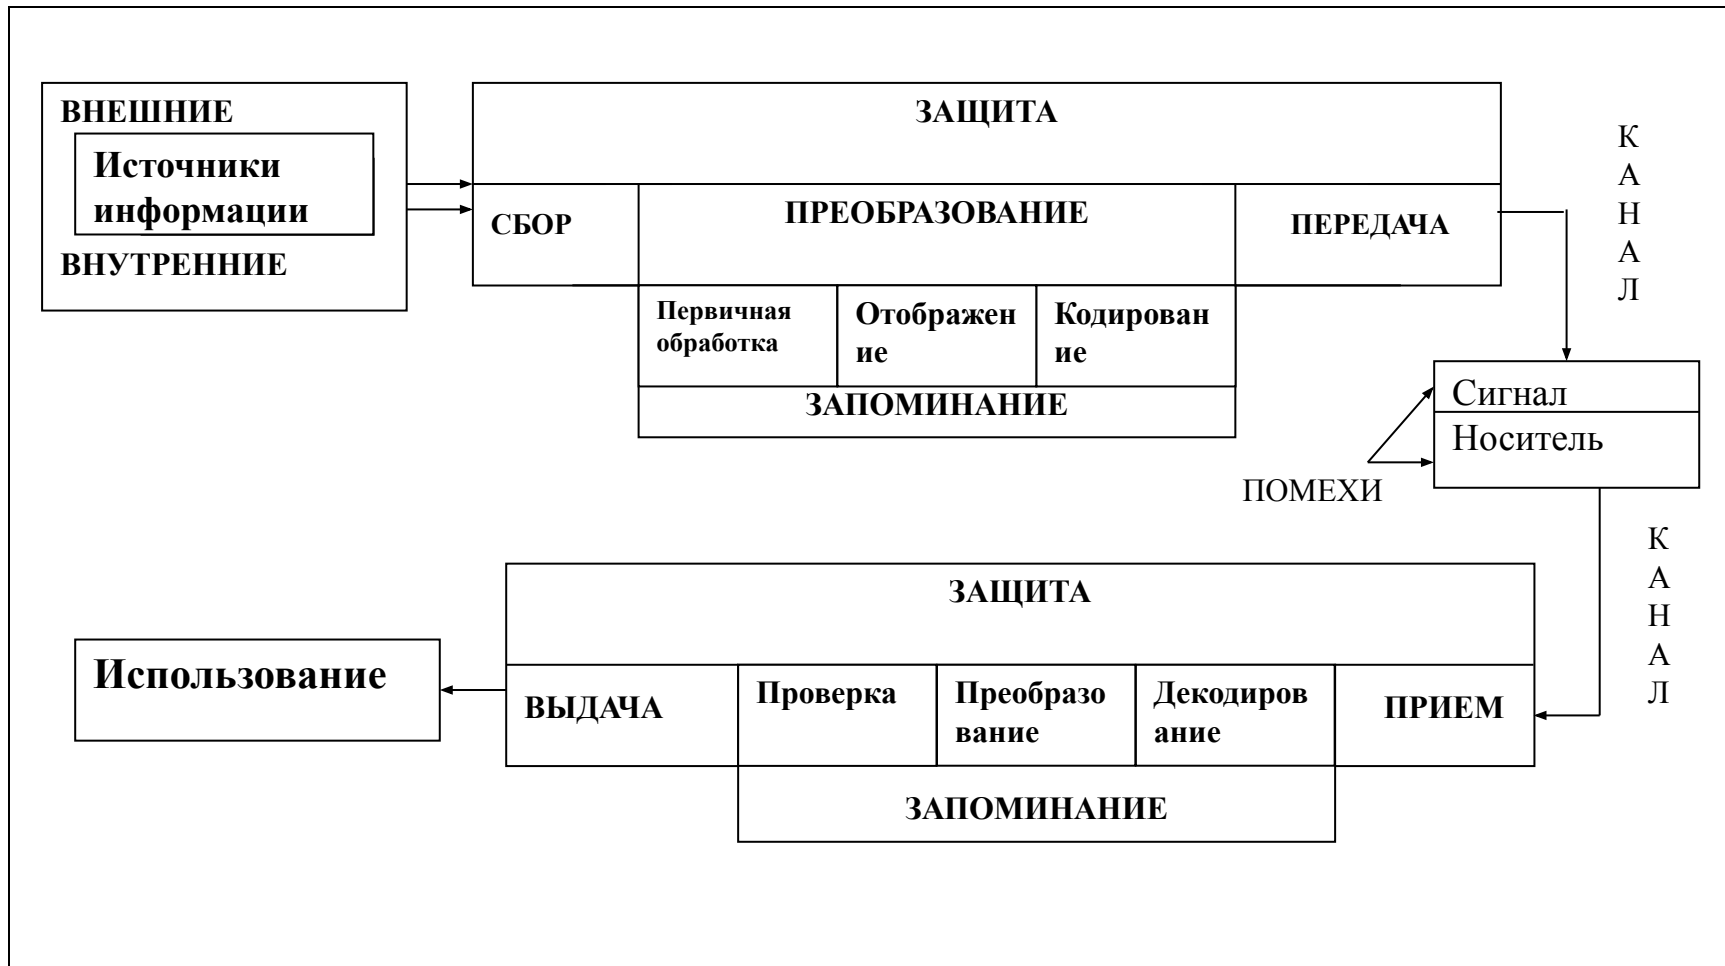 ВНЕШНИЕ
Источники
информации
ВНУТРЕННИЕ
ЗАЩИТА
СБОР
ПРЕОБРАЗОВАНИЕ
ПЕРЕДАЧА
Первичная
обработка
Отображен
ие
Кодирован
ие
ЗАПОМИНАНИЕ
К
А
Н
А
Л
Сигнал
Носитель
ПОМЕХИ
К
А
Н
А
Л
ЗАЩИТА
Использование
ВЫДАЧА
Проверка
Преобразо
вание
Декодиров
ание
ПРИЕМ
ЗАПОМИНАНИЕ